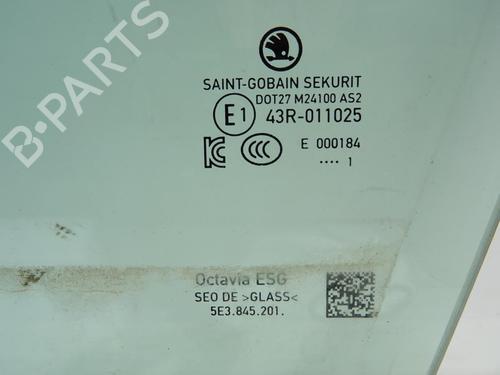 B-PARTS
SAINT-GOBAIN SEKURIT
DOT27 M24100 AS2
E1 43R-011025
E 000184
.... 1
Octavia ESG
SEO DE >GLASS<
5E3.845.201.